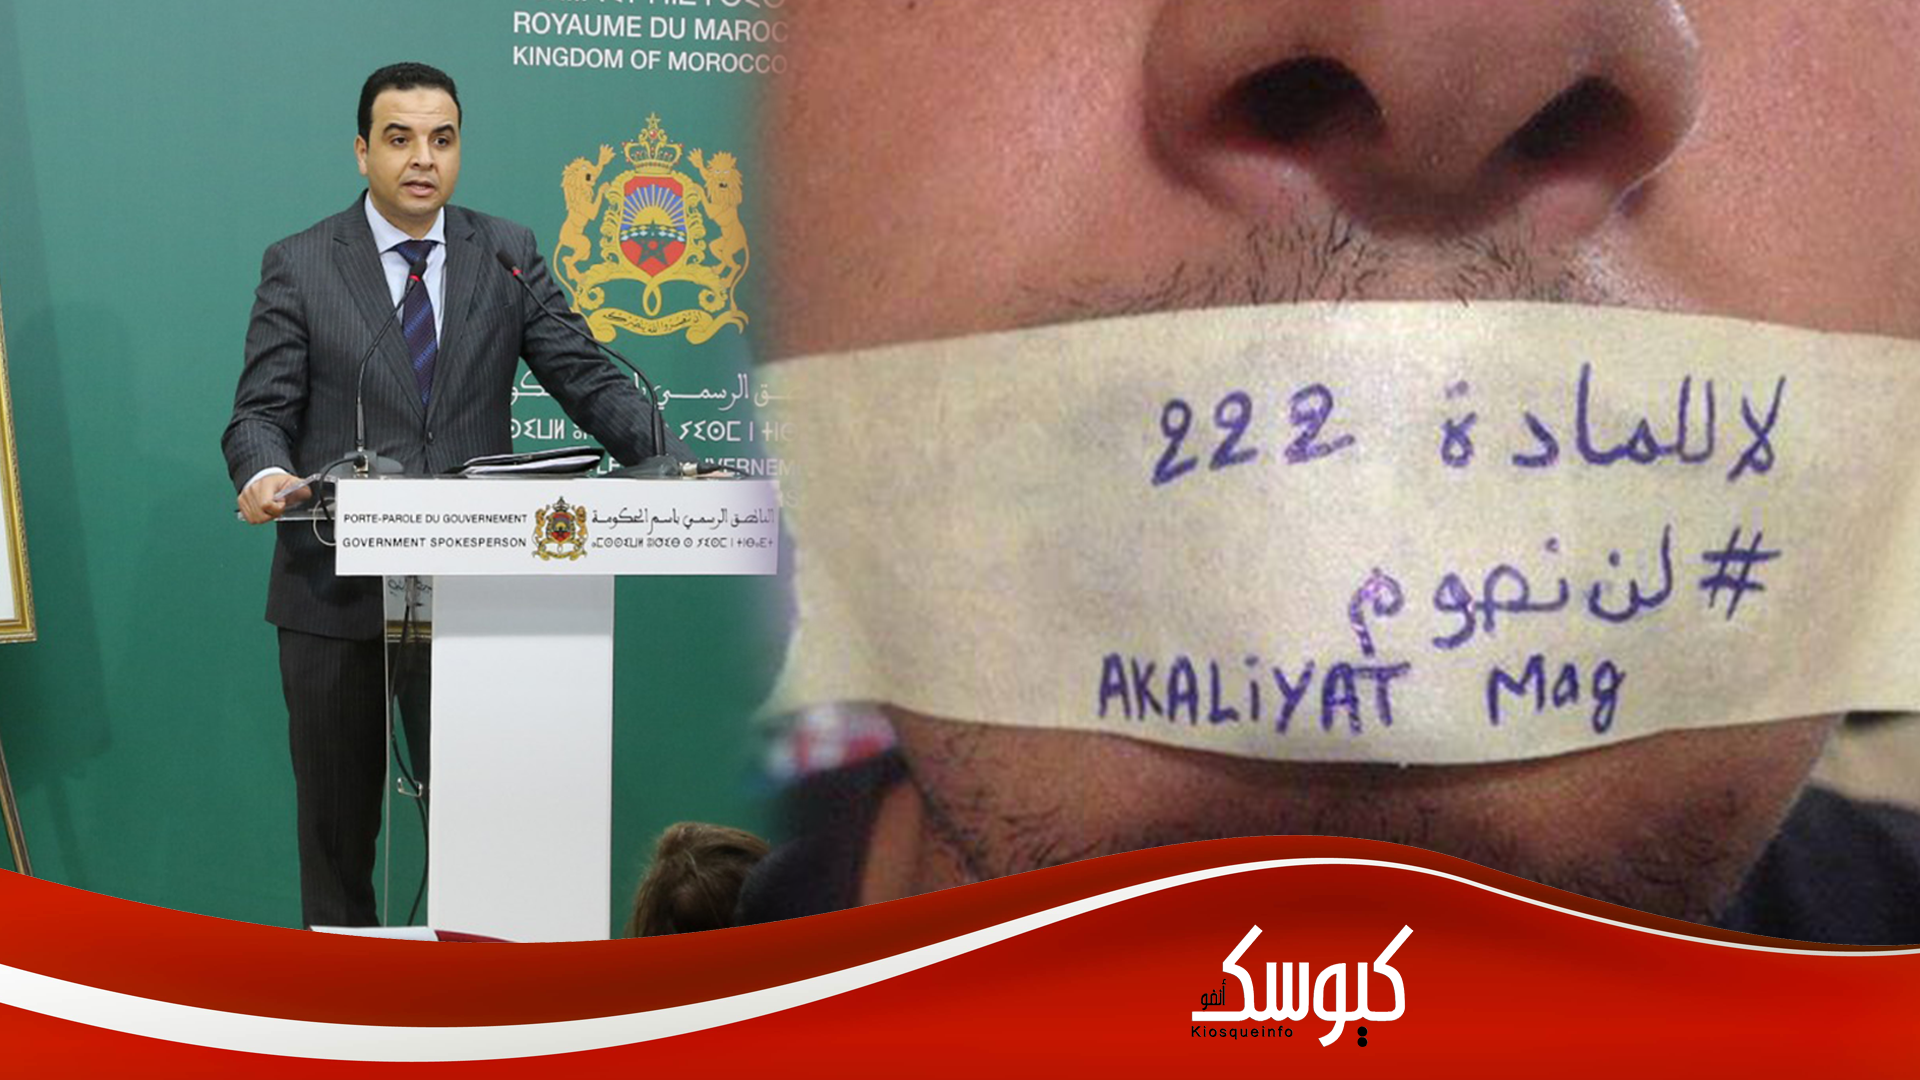 ROYAUME DU MAROC
KINGDOM OF MOROCCO
PORTE-PAROLE DU GOUVERNEMENT
GOVERNMENT SPOKESPERSON
الناطق الرسمي باسم الحكومة
لا للمادة 222
#لن نصوم
AKALiYAT Mag
كيوسك
أنفو
Kiosqueinfo